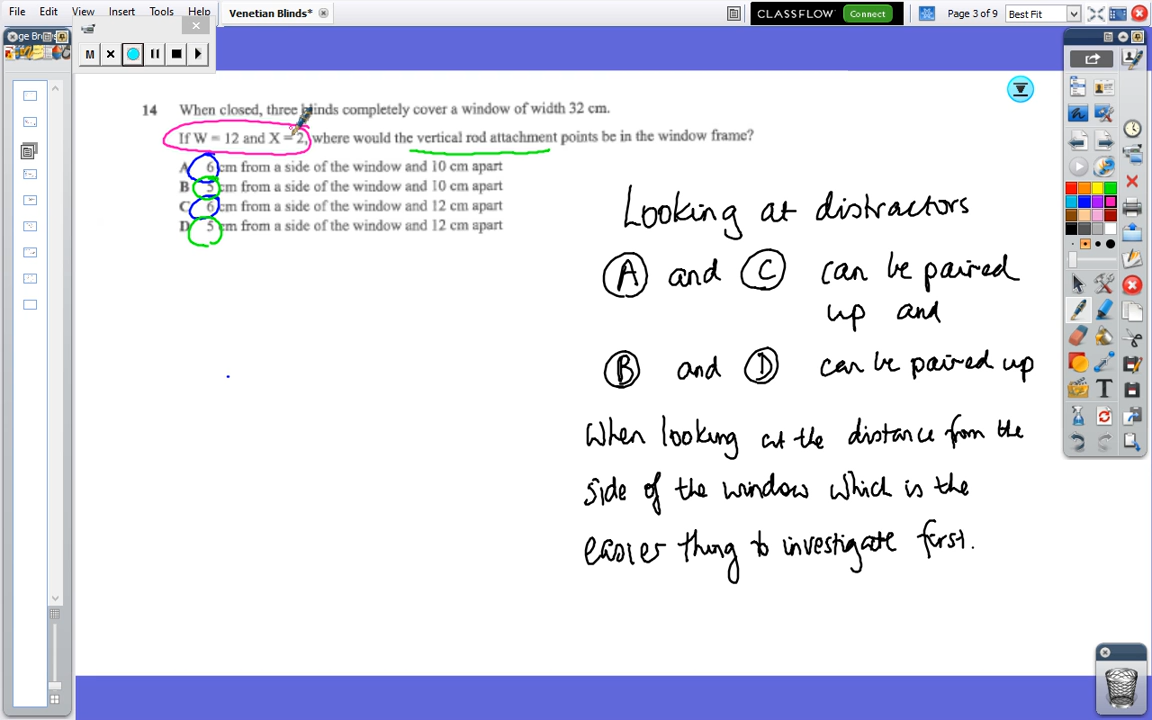 File Edit View Insert Tools Help
Venetian Blinds*
CLASSFLOW Connect
Page 3 of 9
Best Fit
ge Br
M
14 When closed, three blinds completely cover a window of width 32 cm.
If W = 12 and X = 2, where would the vertical rod attachment points be in the window frame?
A 6 cm from a side of the window and 10 cm apart
B 5 cm from a side of the window and 10 cm apart
C 6 cm from a side of the window and 12 cm apart
D 5 cm from a side of the window and 12 cm apart
Looking at distractors
A and C can be paired
up and
B and D can be paired up
When looking at the distance from the
side of the window which is the
easier thing to investigate first.